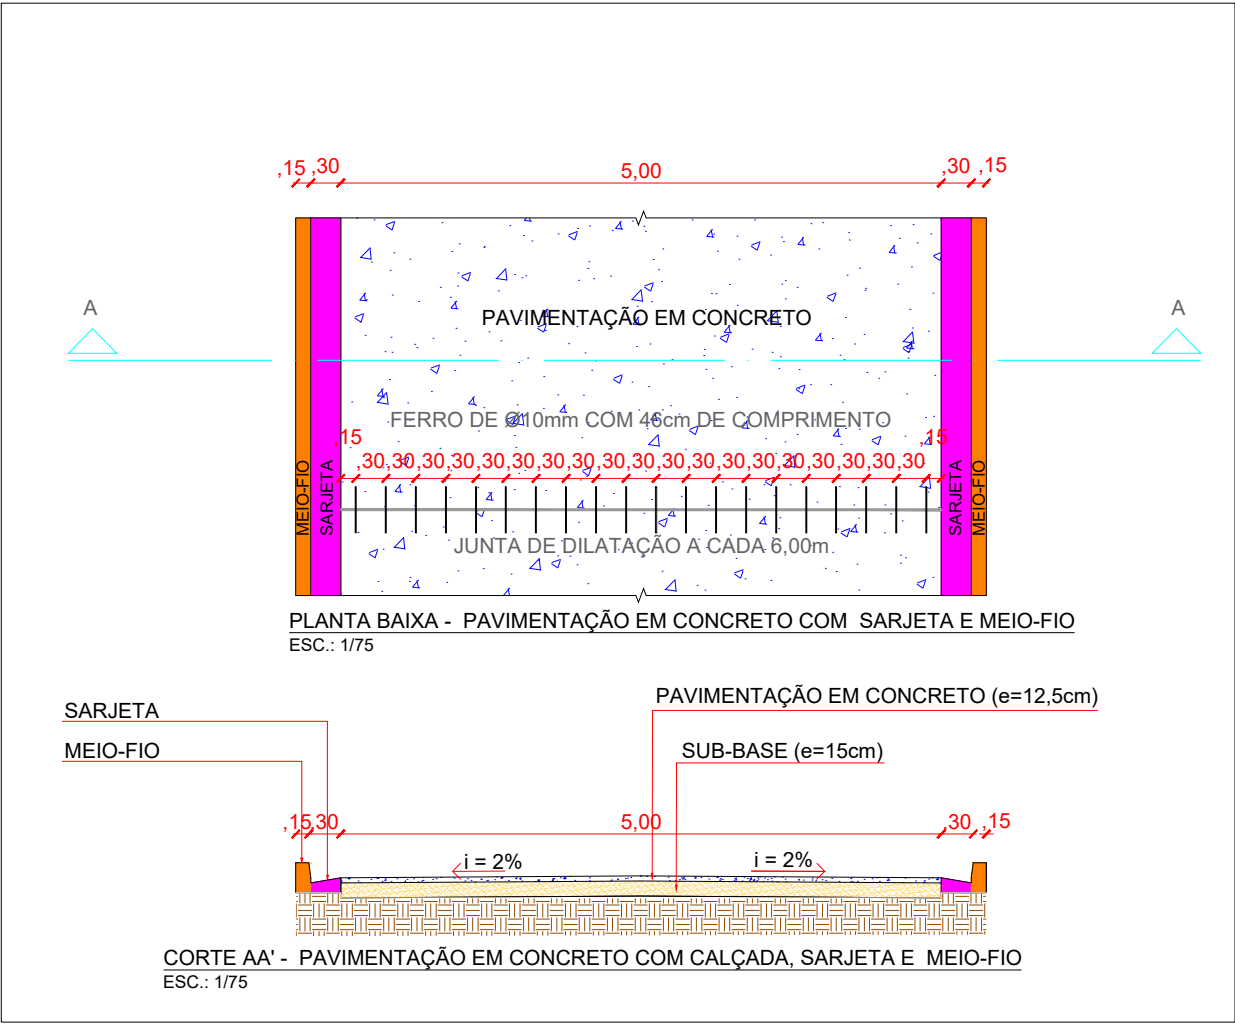 ,15 ,30 5,00 ,30 ,15
A A
PAVIMENTAÇÃO EM CONCRETO
FERRO DE Ø10mm COM 46cm DE COMPRIMENTO
,15 ,15
,30 ,30 ,30 ,30 ,30 ,30 ,30 ,30 ,30 ,30 ,30 ,30 ,30 ,30 ,30 ,30 ,30 ,30 ,30
MEIO-FIO SARJETA SARJETA MEIO-FIO
JUNTA DE DILATAÇÃO A CADA 6,00m
PLANTA BAIXA - PAVIMENTAÇÃO EM CONCRETO COM SARJETA E MEIO-FIO
ESC.: 1/75
PAVIMENTAÇÃO EM CONCRETO (e=12,5cm)
SARJETA
MEIO-FIO
SUB-BASE (e=15cm)
,15 ,30 5,00 ,30 ,15
i = 2% i = 2%
CORTE AA' - PAVIMENTAÇÃO EM CONCRETO COM CALÇADA, SARJETA E MEIO-FIO
ESC.: 1/75